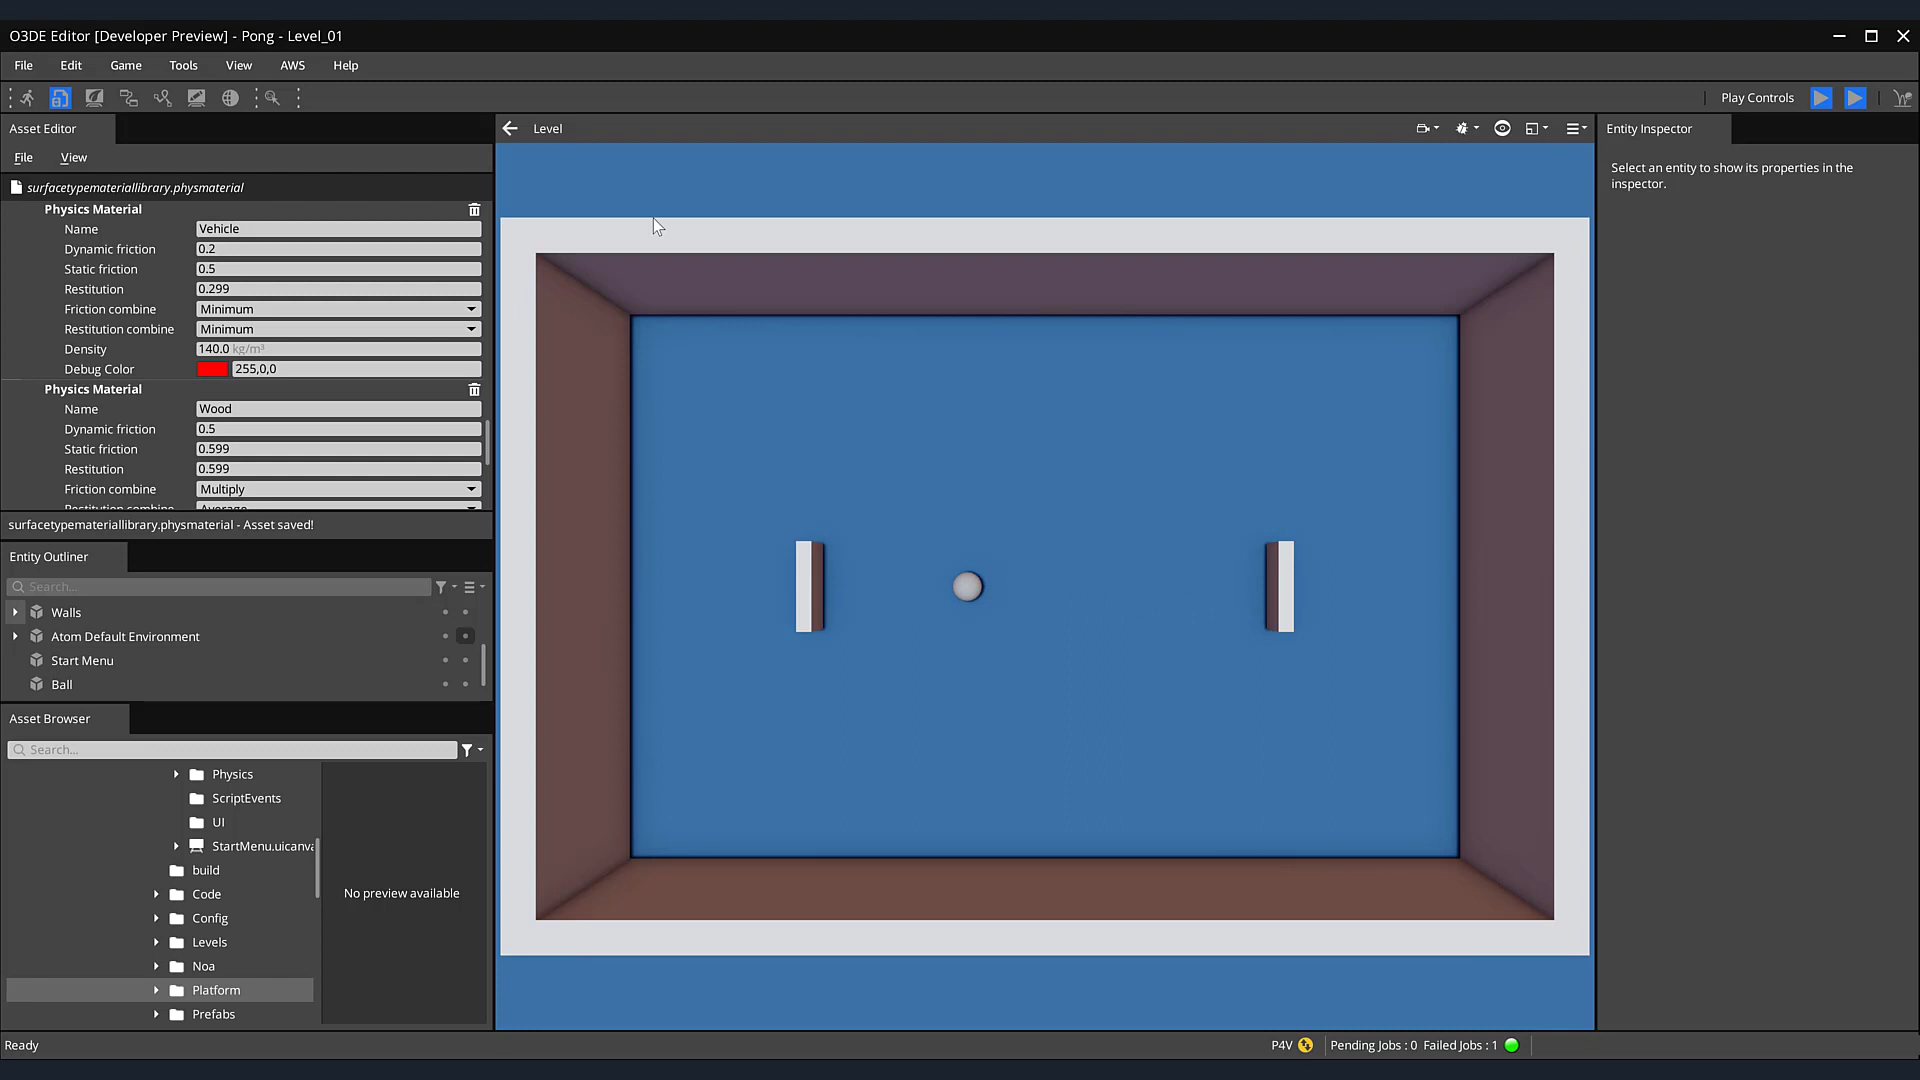 O3DE Editor [Developer Preview] - Pong - Level_01
File Edit Game Tools View AWS Help
Play Controls
Asset Editor
File View
surfacetypemateriallibrary.physmaterial
Physics Material
Name Vehicle
Dynamic friction 0.2
Static friction 0.5
Restitution 0.299
Friction combine Minimum
Restitution combine Minimum
Density 140.0 kg/m³
Debug Color 255,0,0
Physics Material
Name Wood
Dynamic friction 0.5
Static friction 0.599
Restitution 0.599
Friction combine Multiply
Restitution combine Average
surfacetypemateriallibrary.physmaterial - Asset saved!
Entity Outliner
Search...
Walls
Atom Default Environment
Start Menu
Ball
Asset Browser
Search...
Physics
ScriptEvents
UI
StartMenu.uicanva
build
Code
Config
Levels
Noa
Platform
Prefabs
No preview available
Level
Entity Inspector
Select an entity to show its properties in the
inspector.
Ready
P4V
Pending Jobs : 0 Failed Jobs : 1